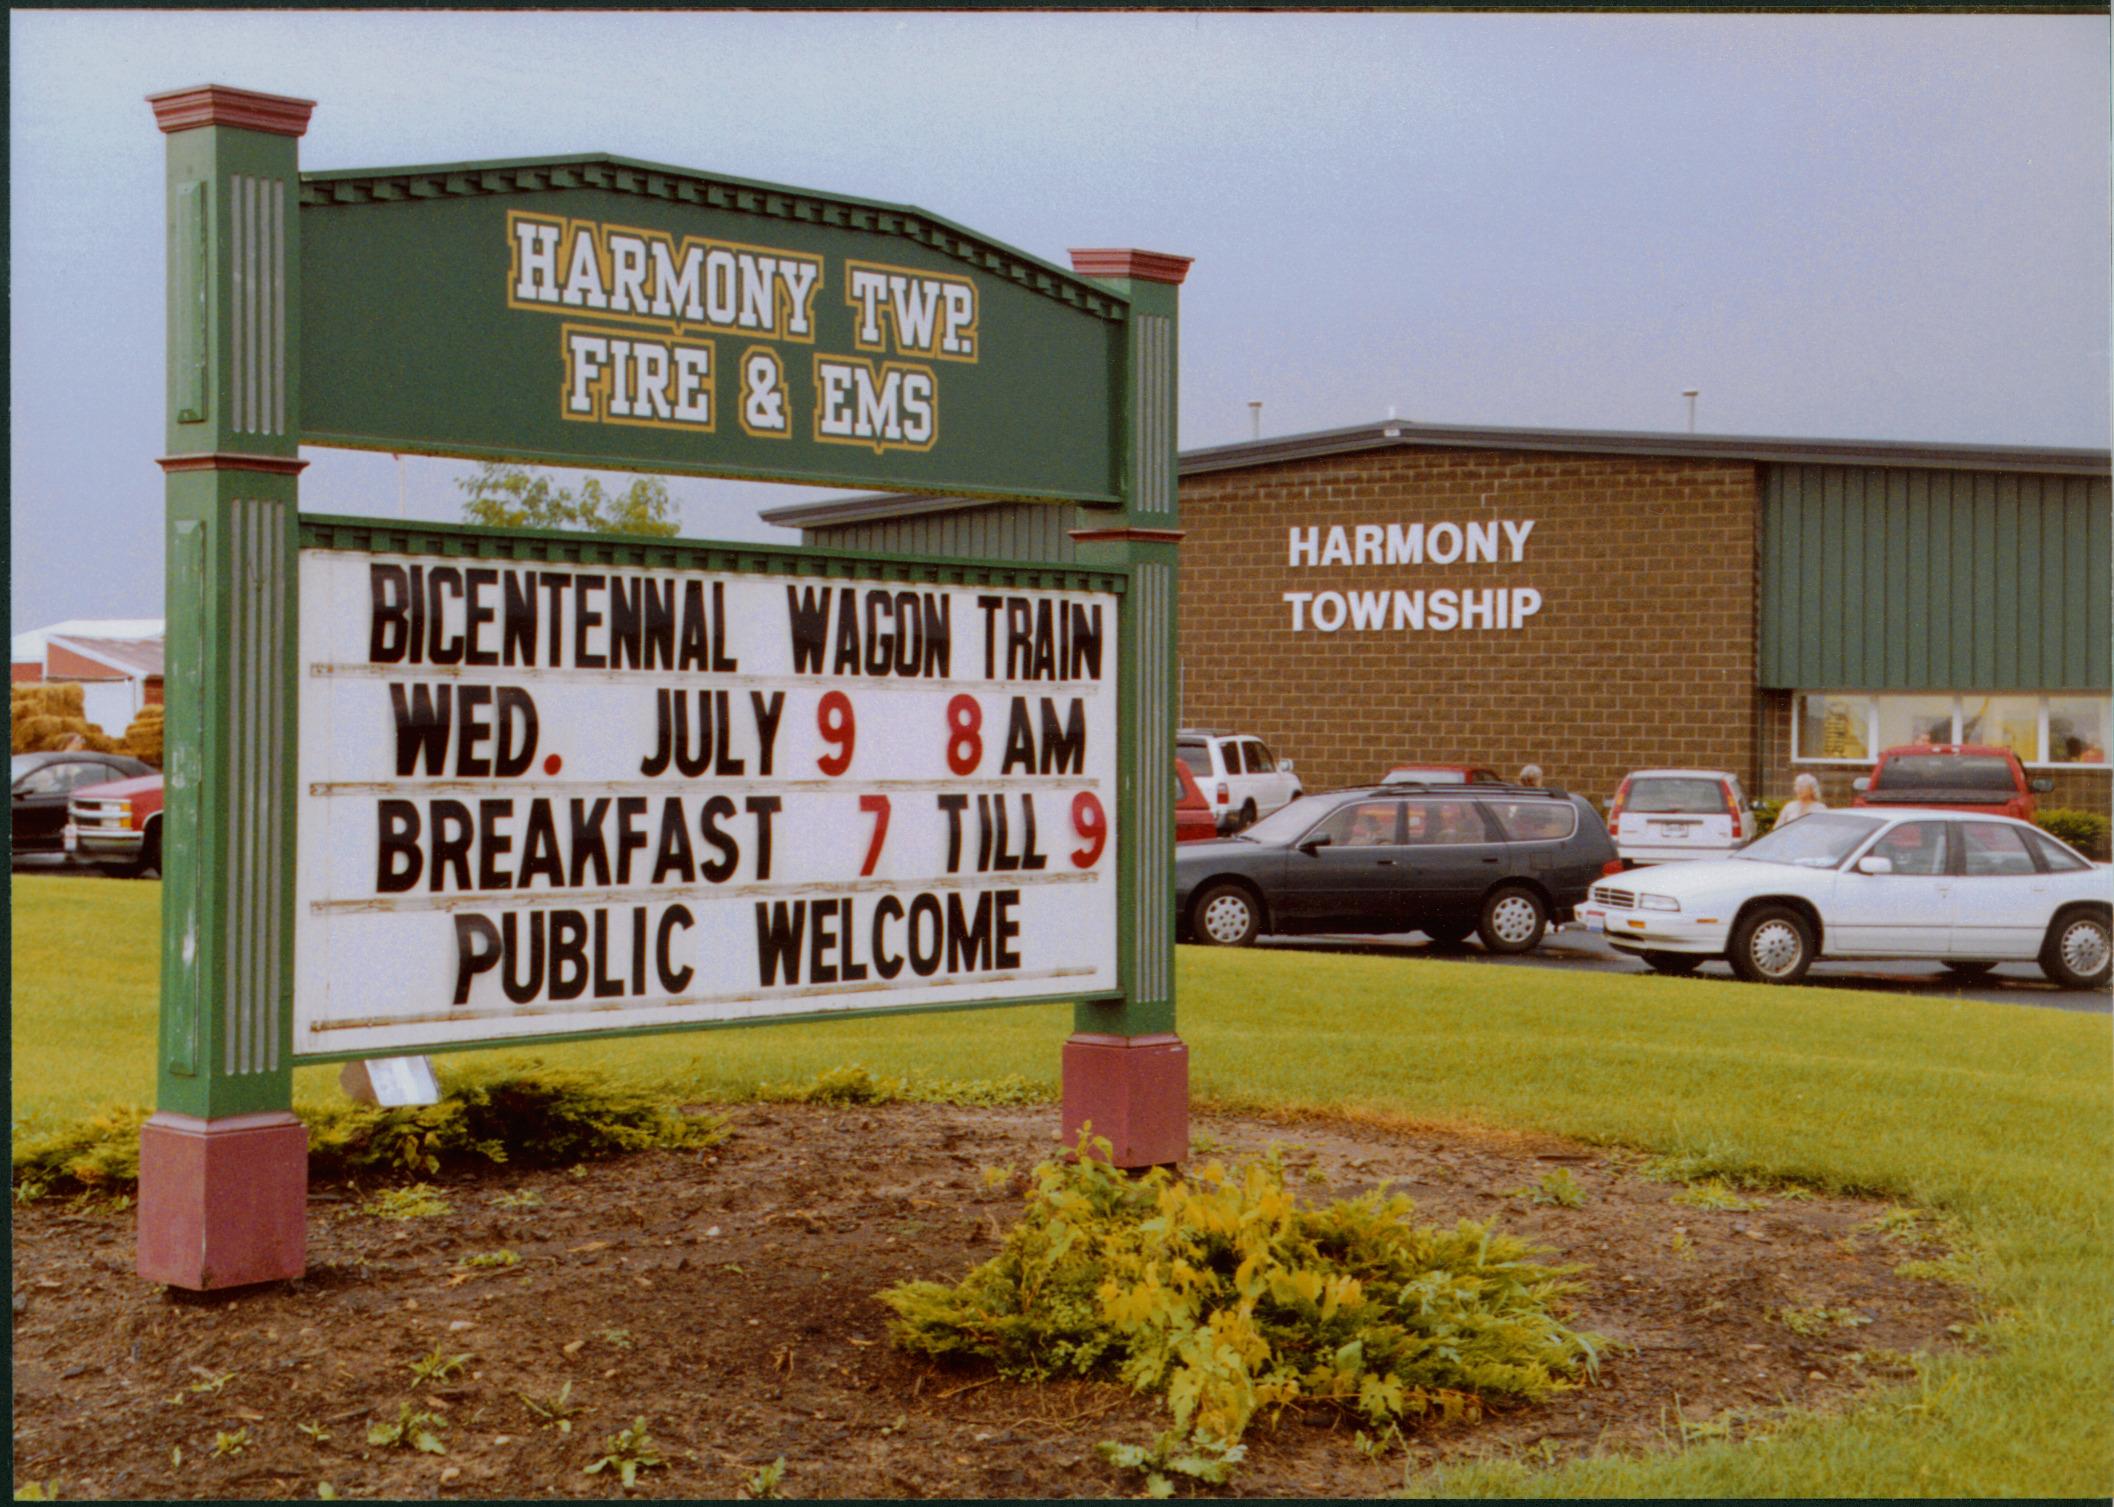 HARMONY TWP.
FIRE & EMS
BICENTENNAL WAGON TRAIN
WED. JULY 9 8 AM
BREAKFAST 7 TILL 9
PUBLIC WELCOME
HARMONY
TOWNSHIP